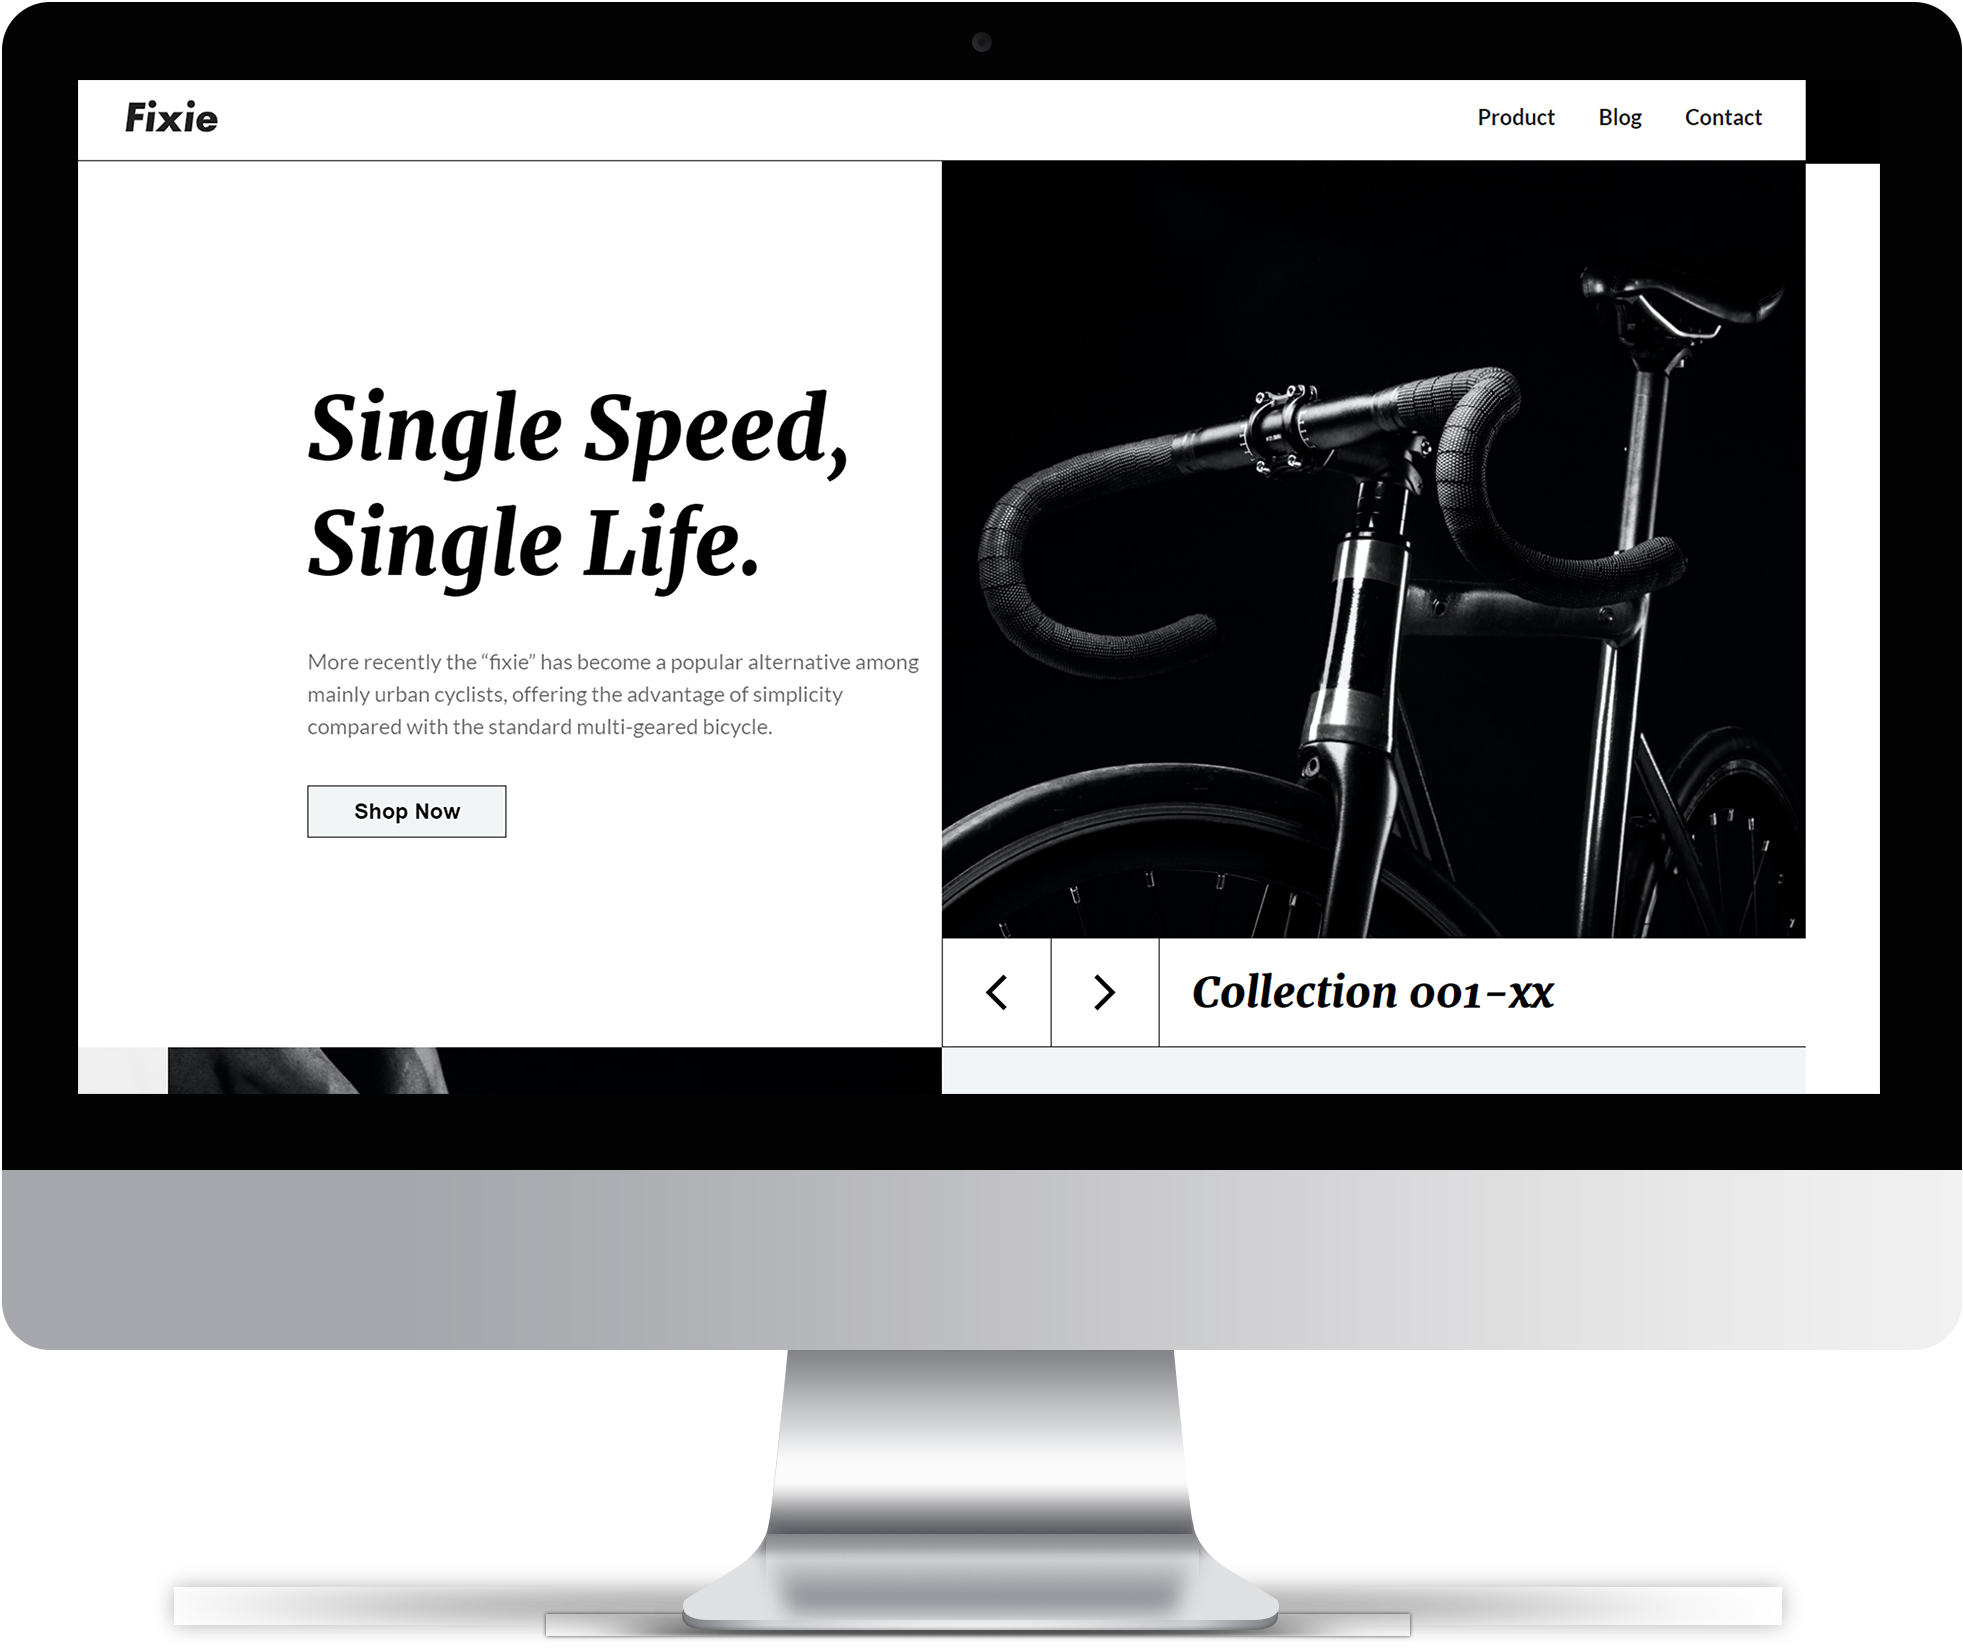 Fixie
Product Blog Contact
Single Speed,
Single Life.
More recently the “fixie” has become a popular alternative among
mainly urban cyclists, offering the advantage of simplicity
compared with the standard multi-geared bicycle.
Shop Now
Collection 001-xx